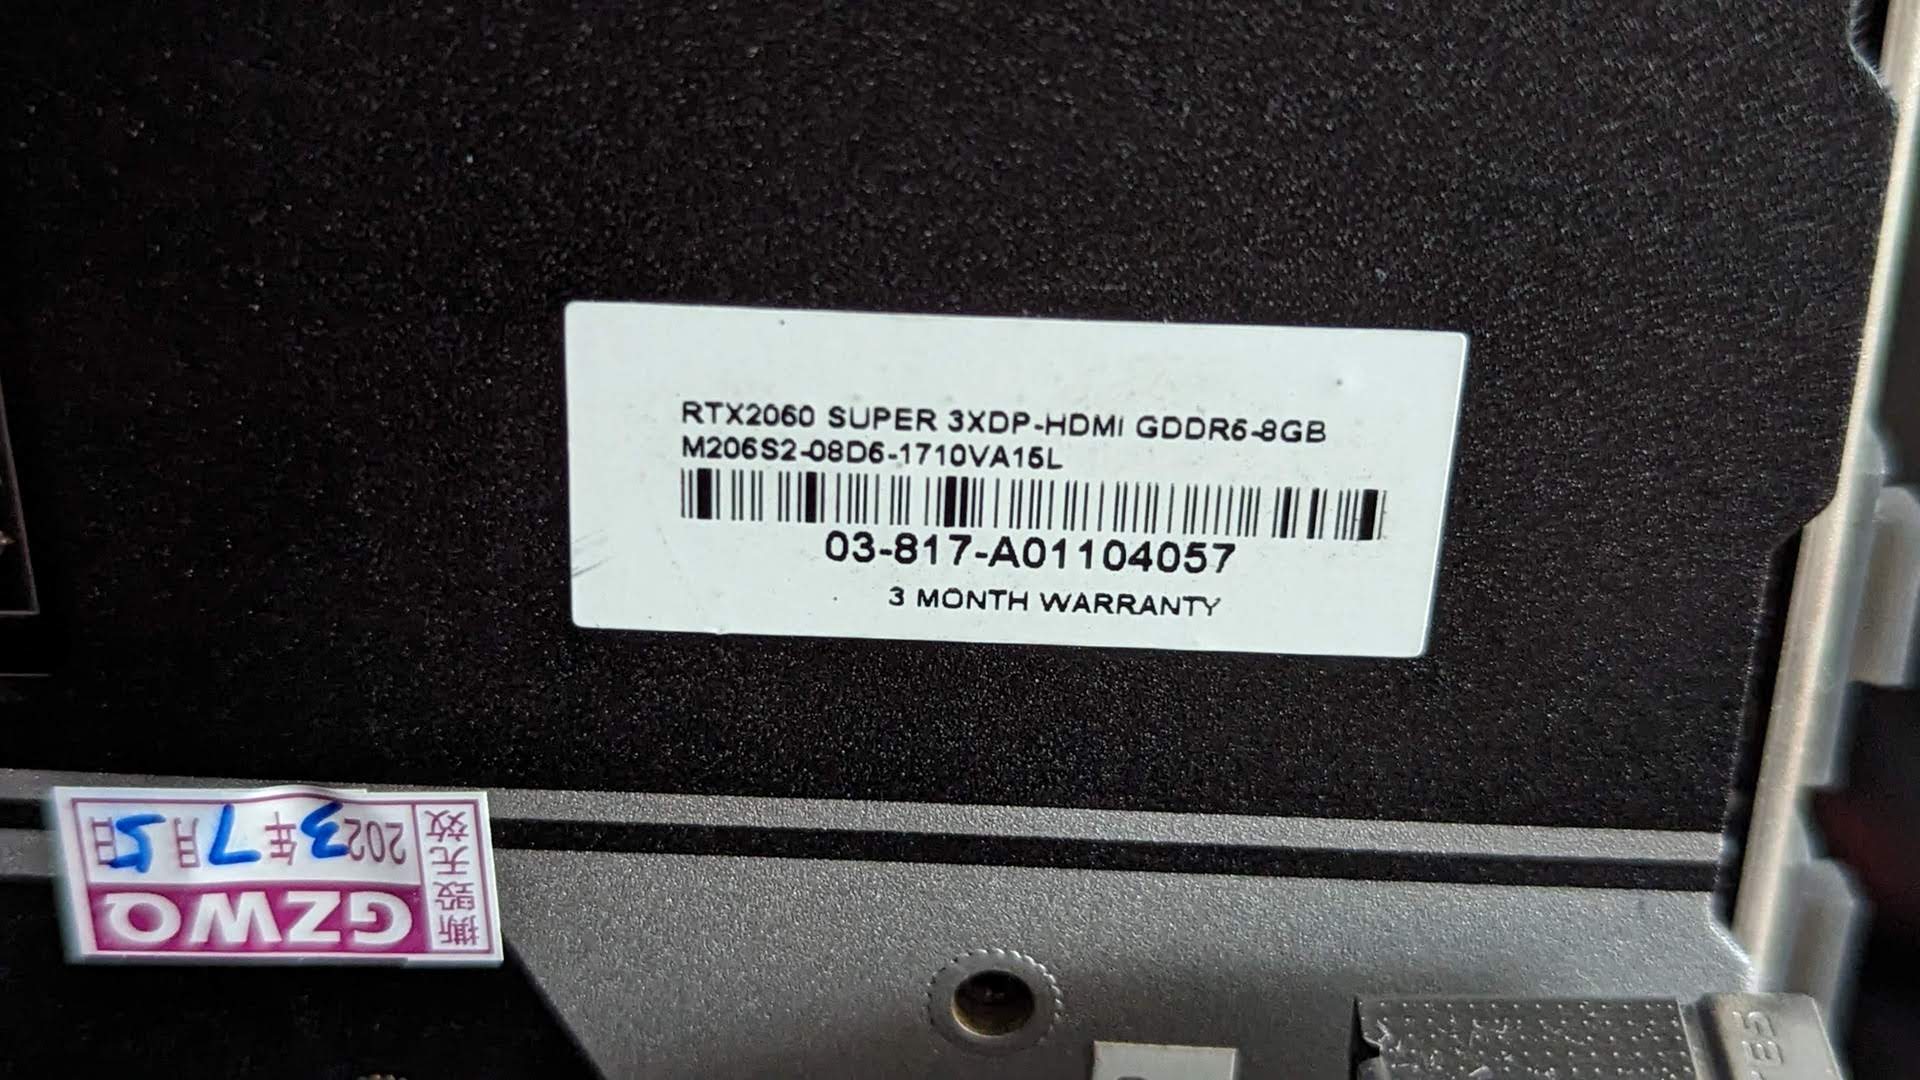 RTX2060 SUPER 3XDP-HDMI GDDR6-8GB
M206S2-08D6-1710VA15L
03-817-A01104057
3 MONTH WARRANTY
GZWQ
2023年7月5日
撕毁无效